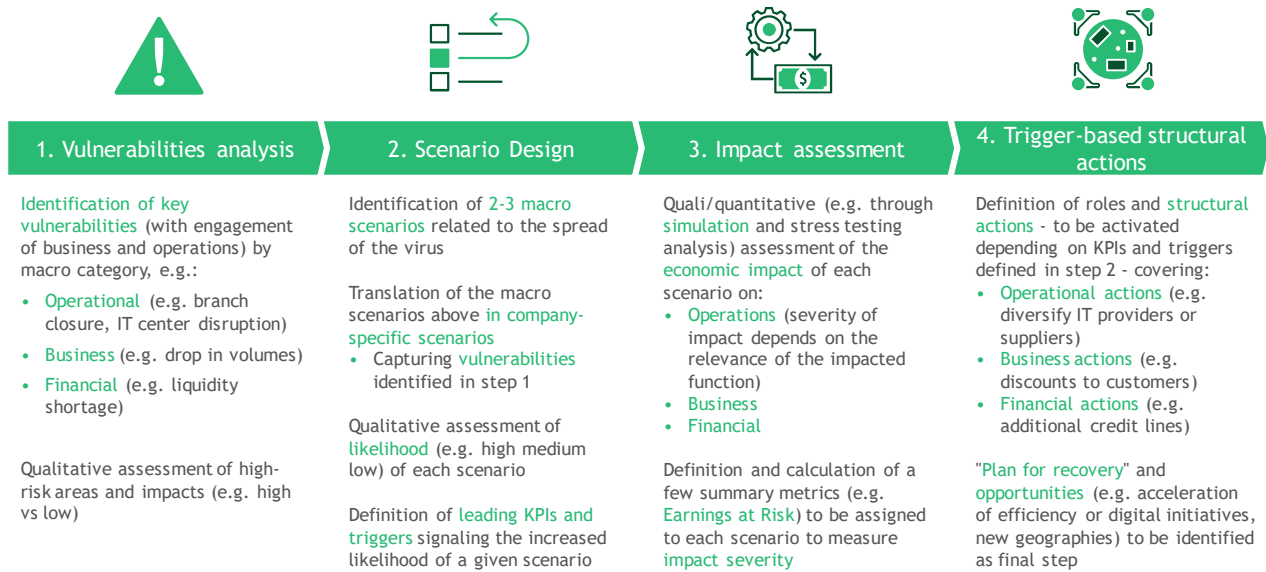 $
1. Vulnerabilities analysis
2. Scenario Design
3. Impact assessment
4. Trigger-based structural
actions
Identification of key
vulnerabilities (with engagement
of business and operations) by
macro category, e.g.:
• Operational (e.g. branch
closure, IT center disruption)
• Business (e.g. drop in volumes)
• Financial (e.g. liquidity
shortage)
Qualitative assessment of high-
risk areas and impacts (e.g. high
vs low)
Identification of 2-3 macro
scenarios related to the spread
of the virus
Translation of the macro
scenarios above in company-
specific scenarios
• Capturing vulnerabilities
identified in step 1
Qualitative assessment of
likelihood (e.g. high medium
low) of each scenario
Definition of leading KPIs and
triggers signaling the increased
likelihood of a given scenario
Quali/quantitative (e.g. through
simulation and stress testing
analysis) assessment of the
economic impact of each
scenario on:
• Operations (severity of
impact depends on the
relevance of the impacted
function)
• Business
• Financial
Definition and calculation of a
few summary metrics (e.g.
Earnings at Risk) to be assigned
to each scenario to measure
impact severity
Definition of roles and structural
actions - to be activated
depending on KPIs and triggers
defined in step 2 - covering:
• Operational actions (e.g.
diversify IT providers or
suppliers)
• Business actions (e.g.
discounts to customers)
• Financial actions (e.g.
additional credit lines)
"Plan for recovery" and
opportunities (e.g. acceleration
of efficiency or digital initiatives,
new geographies) to be identified
as final step